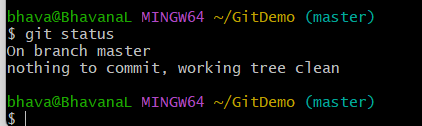 bhava@BhavanaL MINGW64 ~/GitDemo (master)
$ git status
On branch master
nothing to commit, working tree clean
bhava@BhavanaL MINGW64 ~/GitDemo (master)
$